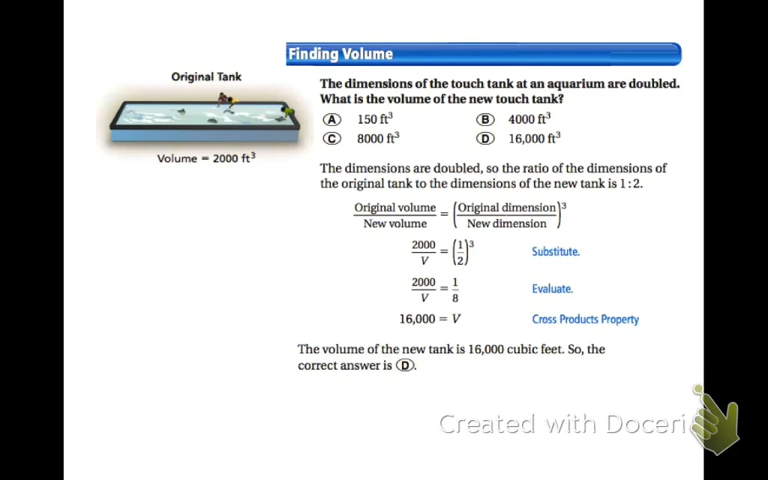 Finding Volume
Original Tank
Volume = 2000 ft³
The dimensions of the touch tank at an aquarium are doubled.
What is the volume of the new touch tank?
Ⓐ 150 ft³ Ⓑ 4000 ft³
Ⓒ 8000 ft³ Ⓓ 16,000 ft³
The dimensions are doubled, so the ratio of the dimensions of
the original tank to the dimensions of the new tank is 1 : 2.
Original volume / New volume = (Original dimension / New dimension)³
2000 / V = (1 / 2)³ Substitute.
2000 / V = 1 / 8 Evaluate.
16,000 = V Cross Products Property
The volume of the new tank is 16,000 cubic feet. So, the
correct answer is Ⓓ.
Created with Doceri